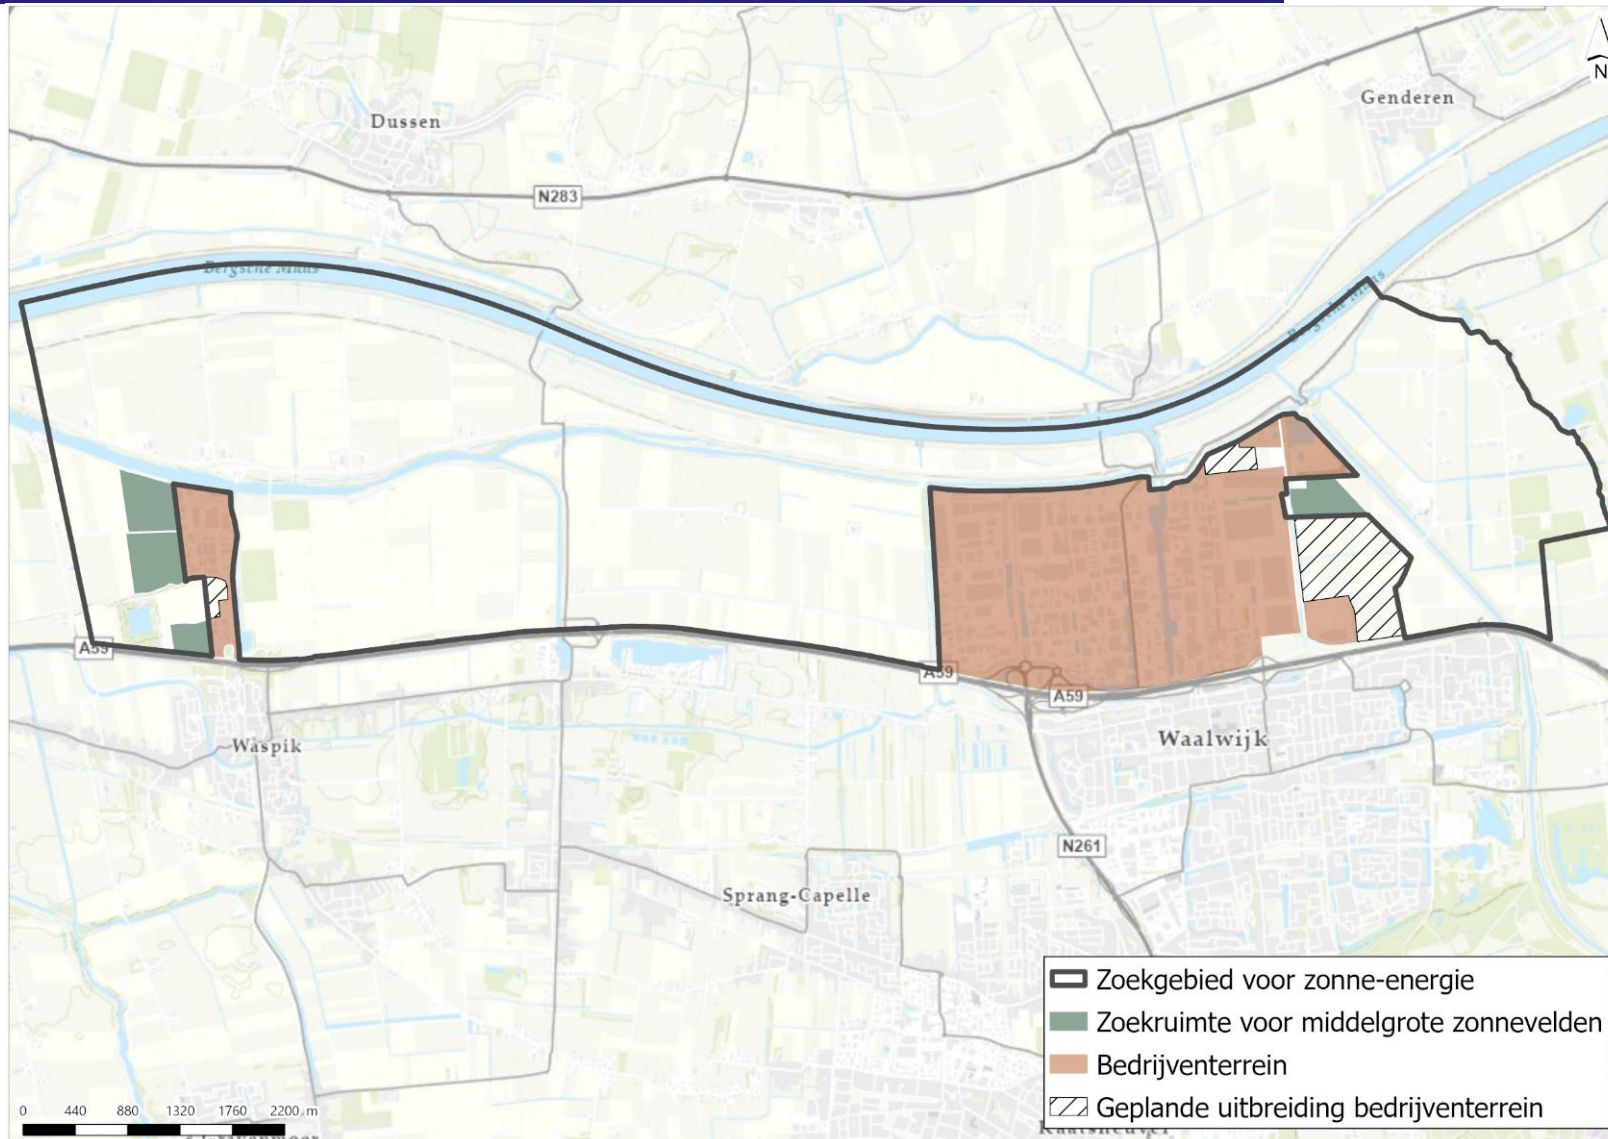 N
Genderen
Dussen
N283
Bergsche Maas
A59
A59
A59
Waspik
Waalwijk
N261
Sprang-Capelle
Zoekgebied voor zonne-energie
Zoekruimte voor middelgrote zonnevelden
Bedrijventerrein
Geplande uitbreiding bedrijventerrein
0 440 880 1320 1760 2200 m